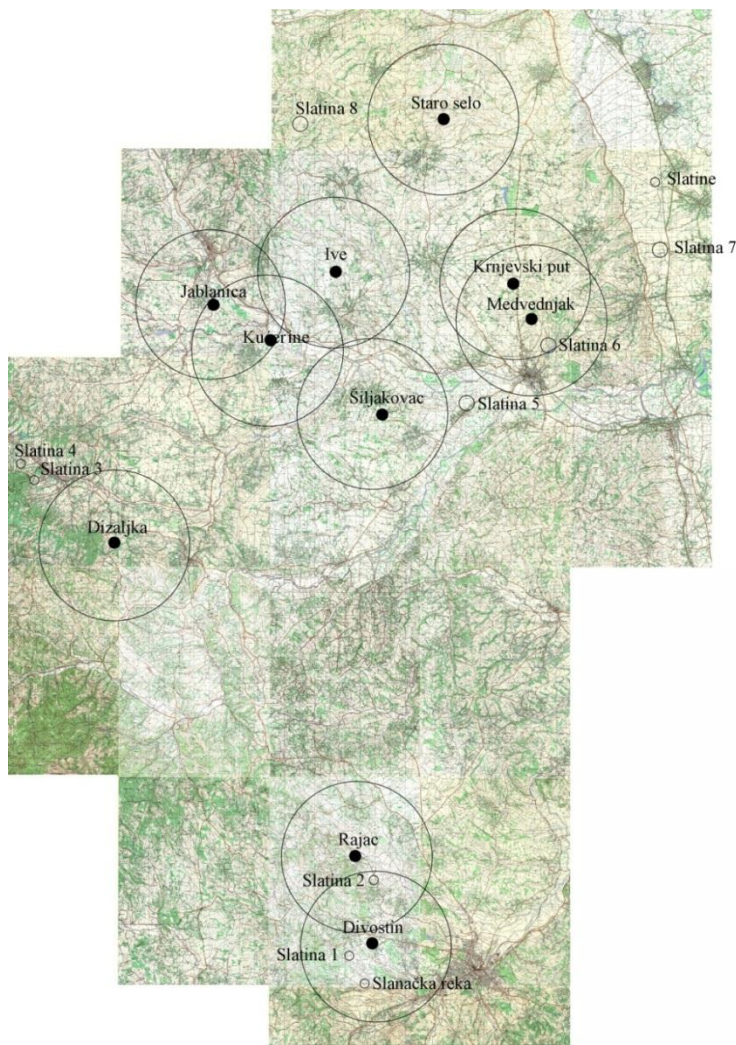 Staro selo
Slatina 8
Slatine
Slatina 7
Ive
Krnjevski put
Jablanica
Medvednjak
Kuserine
Slatina 6
Šiljakovac
Slatina 5
Slatina 4
Slatina 3
Dizaljka
Rajac
Slatina 2
Divostin
Slatina 1
Slanačka reka